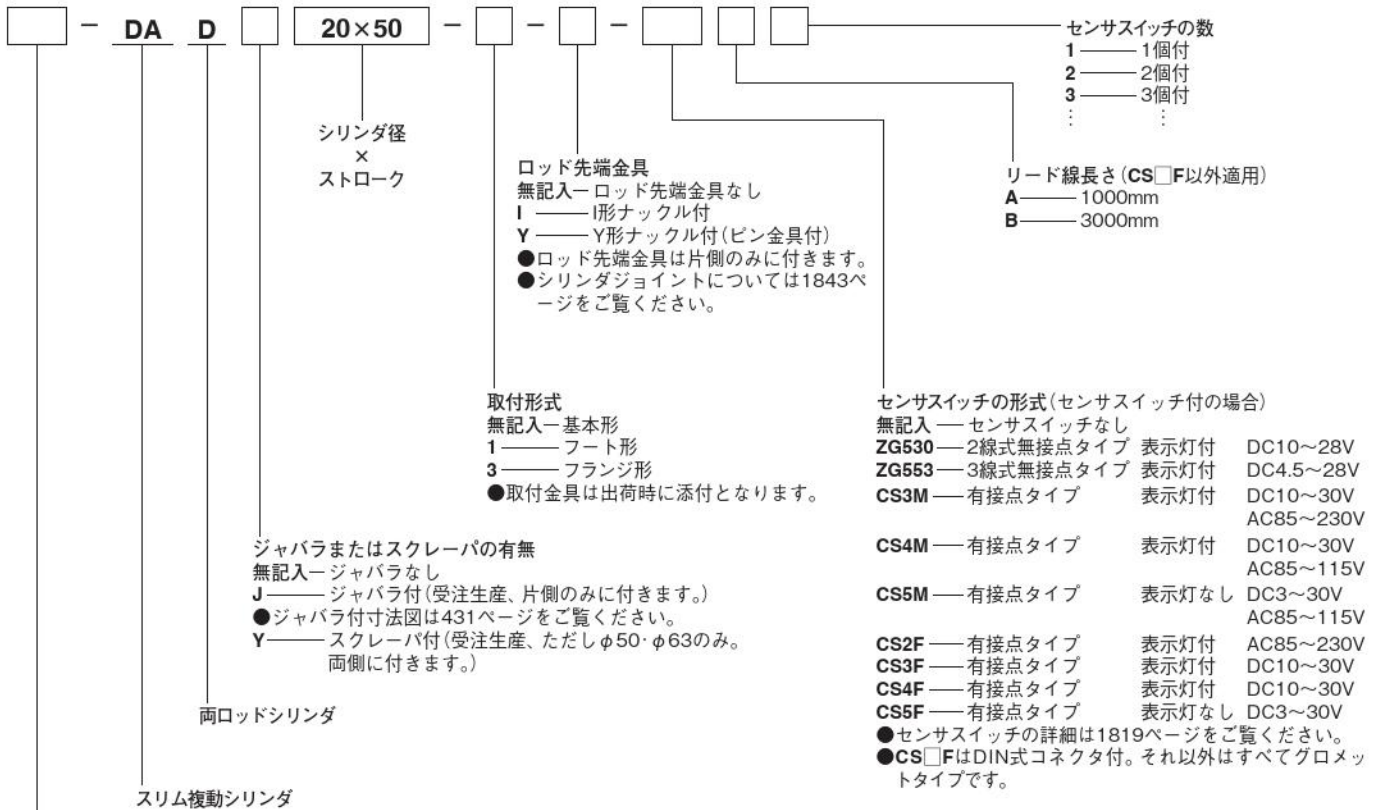 - DA D 20×50 - - -
センサスイッチの数
1 ―― 1個付
2 ―― 2個付
3 ―― 3個付
⋮ ⋮
リード線長さ(CS□F以外適用)
A ―― 1000mm
B ―― 3000mm
シリンダ径
×
ストローク
ロッド先端金具
無記入―ロッド先端金具なし
I ―― I形ナックル付
Y ―― Y形ナックル付(ピン金具付)
●ロッド先端金具は片側のみに付きます。
●シリンダジョイントについては1843ペ
ージをご覧ください。
取付形式
無記入―基本形
1 ―― フート形
3 ―― フランジ形
●取付金具は出荷時に添付となります。
センサスイッチの形式(センサスイッチ付の場合)
無記入 ― センサスイッチなし
ZG530 ― 2線式無接点タイプ 表示灯付 DC10〜28V
ZG553 ― 3線式無接点タイプ 表示灯付 DC4.5〜28V
CS3M ― 有接点タイプ 表示灯付 DC10〜30V
AC85〜230V
CS4M ― 有接点タイプ 表示灯付 DC10〜30V
AC85〜115V
CS5M ― 有接点タイプ 表示灯なし DC3〜30V
AC85〜115V
CS2F ― 有接点タイプ 表示灯付 AC85〜230V
CS3F ― 有接点タイプ 表示灯付 DC10〜30V
CS4F ― 有接点タイプ 表示灯付 DC10〜30V
CS5F ― 有接点タイプ 表示灯なし DC3〜30V
●センサスイッチの詳細は1819ページをご覧ください。
●CS□FはDIN式コネクタ付。それ以外はすべてグロメッ
トタイプです。
ジャバラまたはスクレーパの有無
無記入―ジャバラなし
J ―― ジャバラ付(受注生産、片側のみに付きます。)
●ジャバラ付寸法図は431ページをご覧ください。
Y ―― スクレーパ付(受注生産、ただしφ50・φ63のみ。
両側に付きます。)
両ロッドシリンダ
スリム複動シリンダ